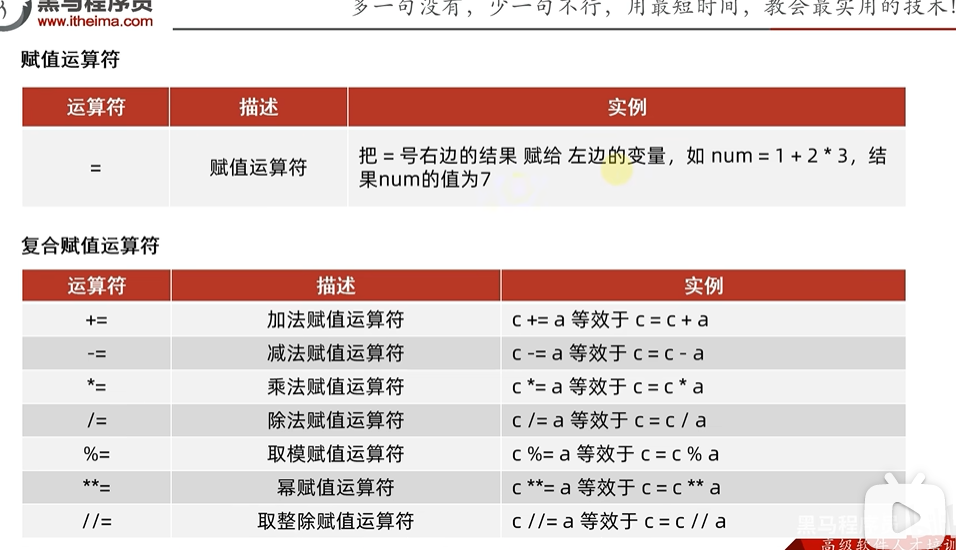 黑马程序员
www.itheima.com
多一句没有，少一句不行，用最短时间，教会最实用的技术！
赋值运算符
运算符 描述 实例
= 赋值运算符 把 = 号右边的结果 赋给 左边的变量，如 num = 1 + 2 * 3，结
果num的值为7
复合赋值运算符
运算符 描述 实例
+= 加法赋值运算符 c += a 等效于 c = c + a
-= 减法赋值运算符 c -= a 等效于 c = c - a
*= 乘法赋值运算符 c *= a 等效于 c = c * a
/= 除法赋值运算符 c /= a 等效于 c = c / a
%= 取模赋值运算符 c %= a 等效于 c = c % a
**= 幂赋值运算符 c **= a 等效于 c = c ** a
//= 取整除赋值运算符 c //= a 等效于 c = c // a
黑马程
高级软件人才培训